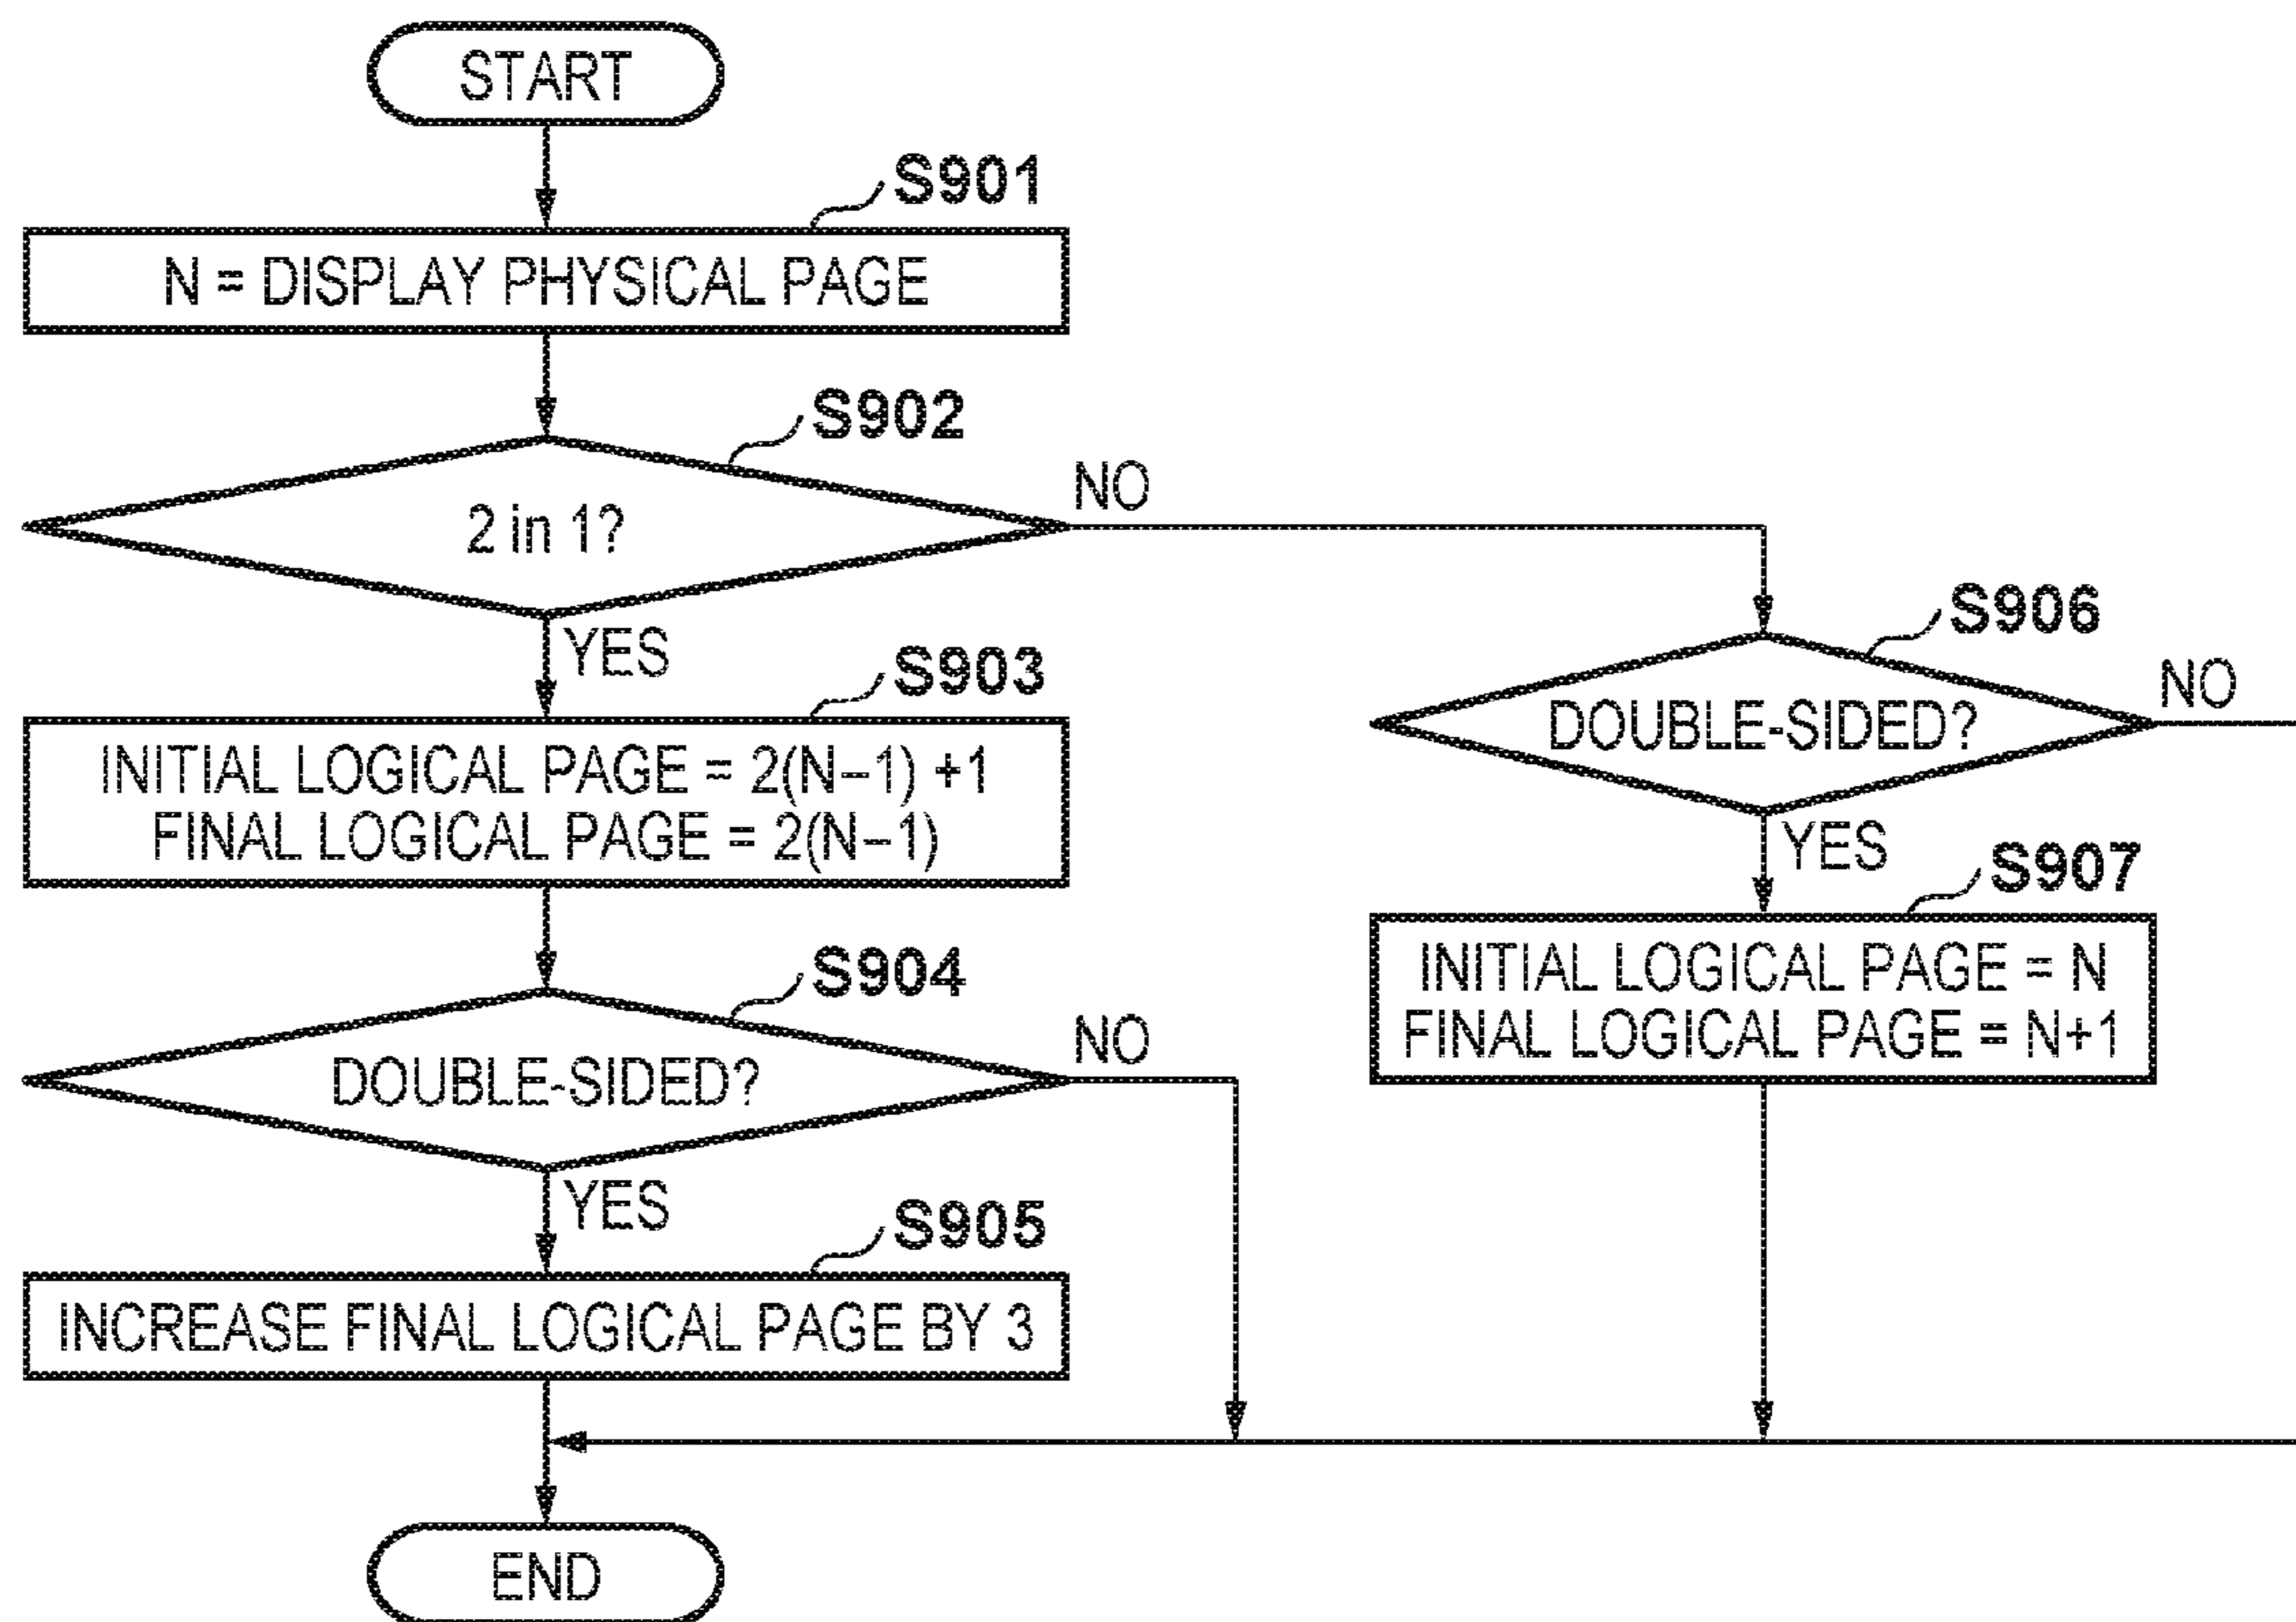 START
S901
N = DISPLAY PHYSICAL PAGE
S902
2 in 1?
NO
YES
S903
INITIAL LOGICAL PAGE = 2(N–1) +1
FINAL LOGICAL PAGE = 2(N–1)
S904
DOUBLE-SIDED?
NO
YES
S905
INCREASE FINAL LOGICAL PAGE BY 3
S906
DOUBLE-SIDED?
NO
YES
S907
INITIAL LOGICAL PAGE = N
FINAL LOGICAL PAGE = N+1
END